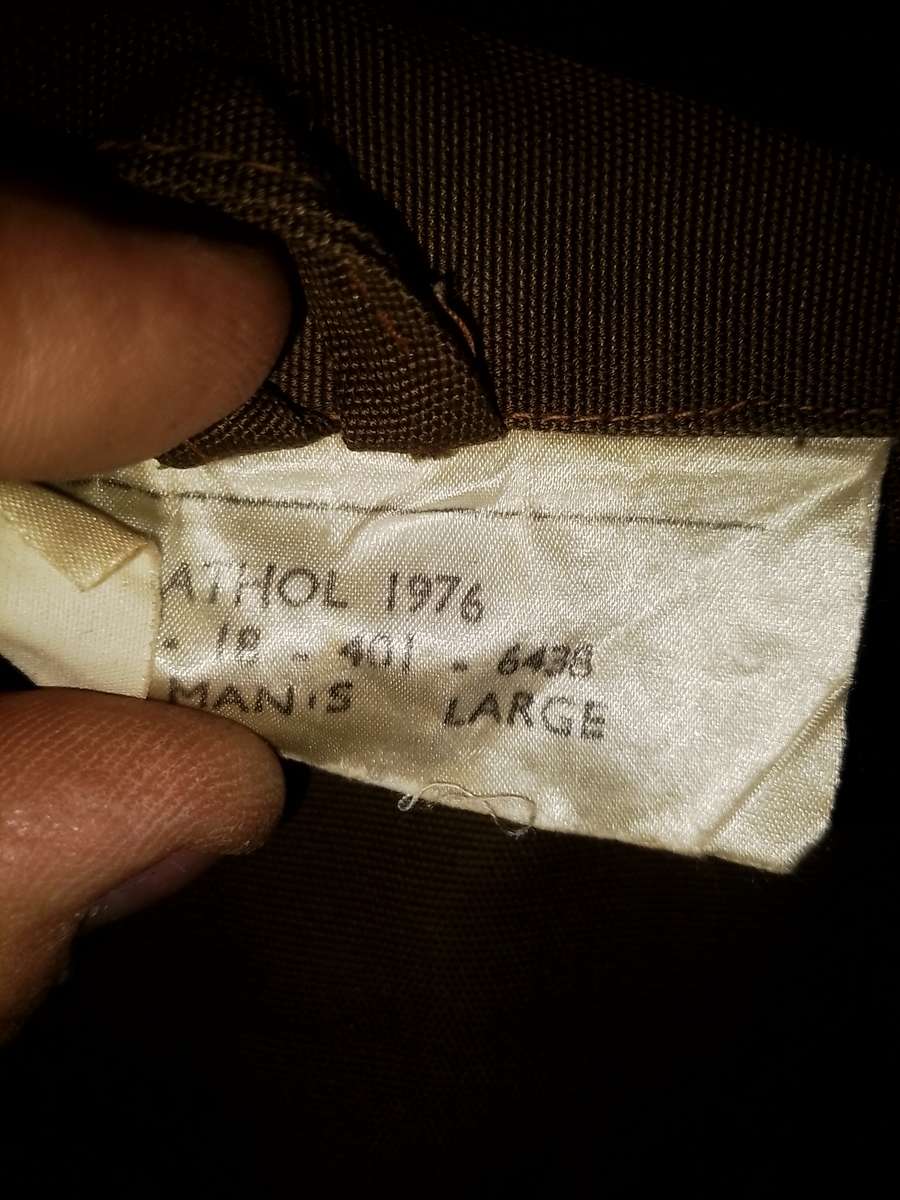 ATHOL 1976
- 18 - 401 - 6438
MAN'S LARGE